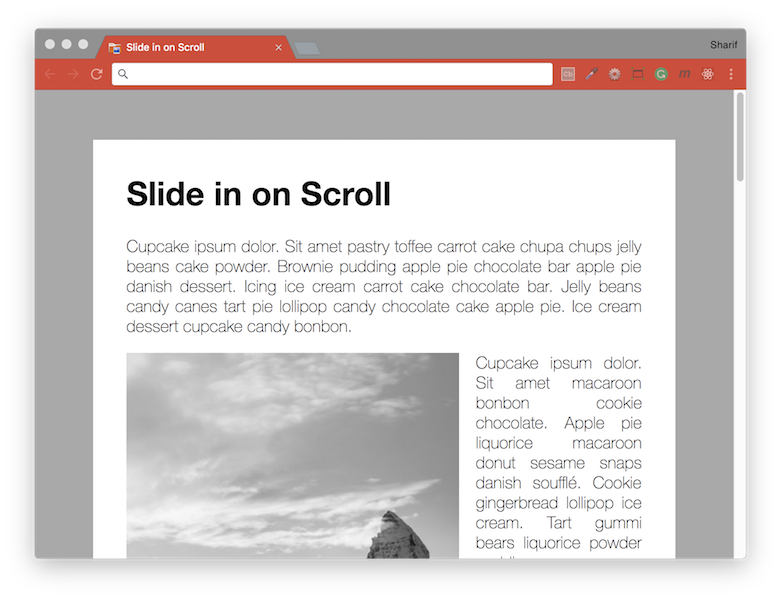 Slide in on Scroll
Sharif
Cb
G
m
Slide in on Scroll
Cupcake ipsum dolor. Sit amet pastry toffee carrot cake chupa chups jelly
beans cake powder. Brownie pudding apple pie chocolate bar apple pie
danish dessert. Icing ice cream carrot cake chocolate bar. Jelly beans
candy canes tart pie lollipop candy chocolate cake apple pie. Ice cream
dessert cupcake candy bonbon.
Cupcake ipsum dolor.
Sit amet macaroon
bonbon cookie
chocolate. Apple pie
liquorice macaroon
donut sesame snaps
danish soufflé. Cookie
gingerbread lollipop ice
cream. Tart gummi
bears liquorice powder